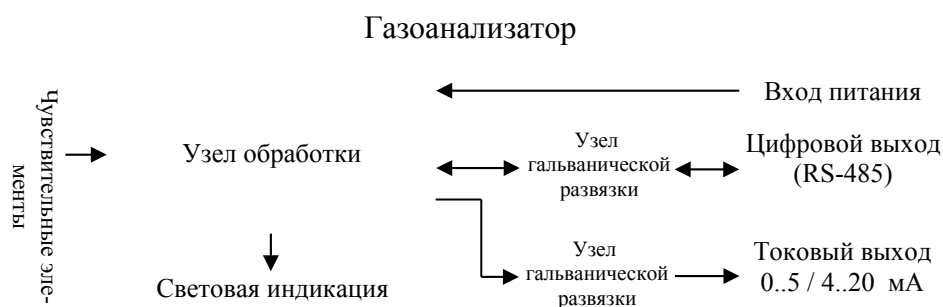 Газоанализатор
Чувствительные эле-
менты
Вход питания
Узел обработки
Узел
гальванической
развязки
Цифровой выход
(RS-485)
Световая индикация
Узел
гальванической
развязки
Токовый выход
0..5 / 4..20 мА